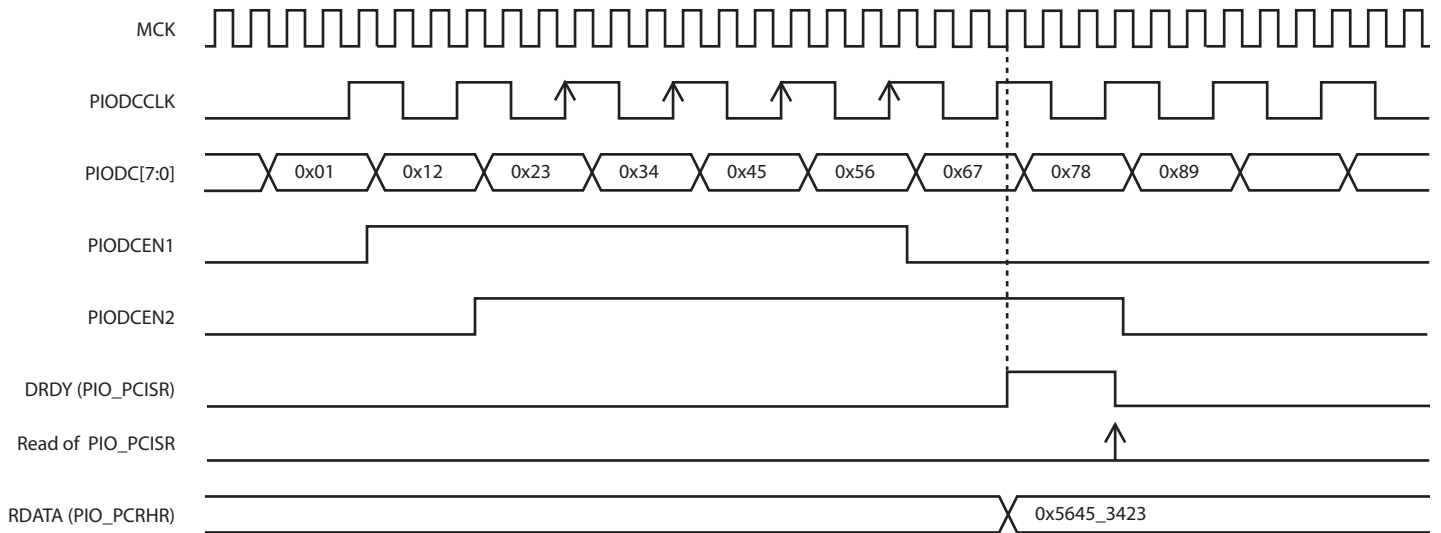 MCK
PIODCCLK
PIODC[7:0] 0x01 0x12 0x23 0x34 0x45 0x56 0x67 0x78 0x89
PIODCEN1
PIODCEN2
DRDY (PIO_PCISR)
Read of PIO_PCISR
RDATA (PIO_PCRHR) 0x5645_3423